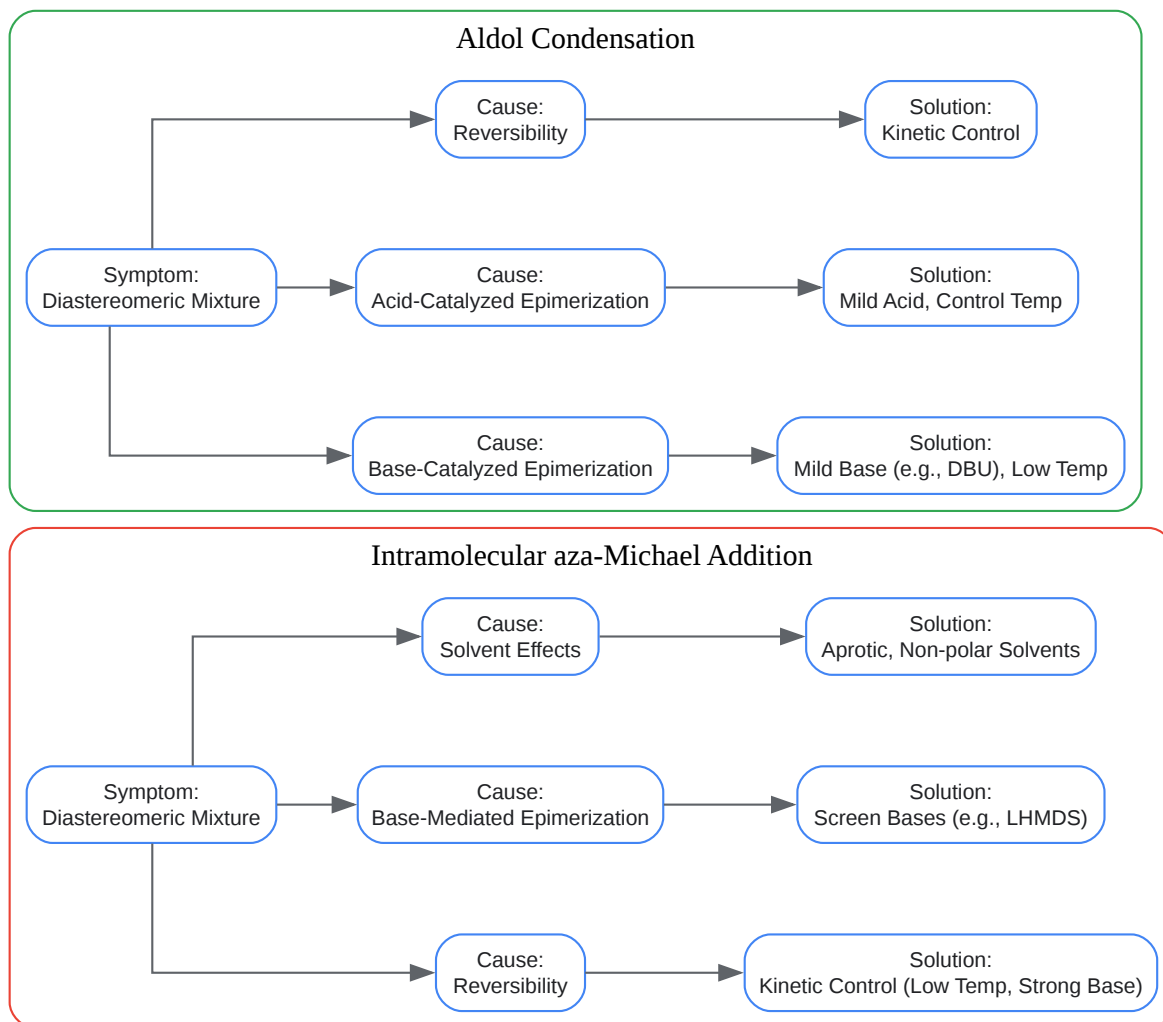 Aldol Condensation
Cause:
Reversibility
Solution:
Kinetic Control
Symptom:
Diastereomeric Mixture
Cause:
Acid-Catalyzed Epimerization
Solution:
Mild Acid, Control Temp
Cause:
Base-Catalyzed Epimerization
Solution:
Mild Base (e.g., DBU), Low Temp
Intramolecular aza-Michael Addition
Cause:
Solvent Effects
Solution:
Aprotic, Non-polar Solvents
Symptom:
Diastereomeric Mixture
Cause:
Base-Mediated Epimerization
Solution:
Screen Bases (e.g., LHMDS)
Cause:
Reversibility
Solution:
Kinetic Control (Low Temp, Strong Base)